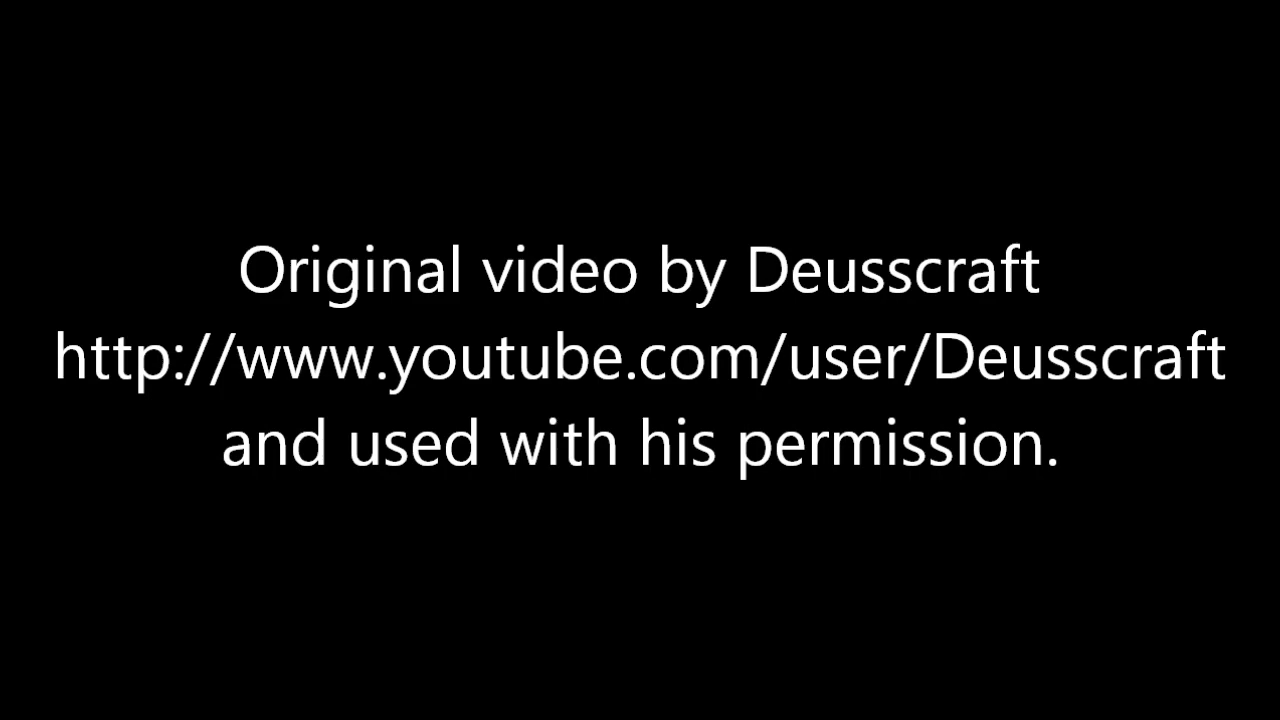 Original video by Deusscraft
http://www.youtube.com/user/Deusscraft
and used with his permission.